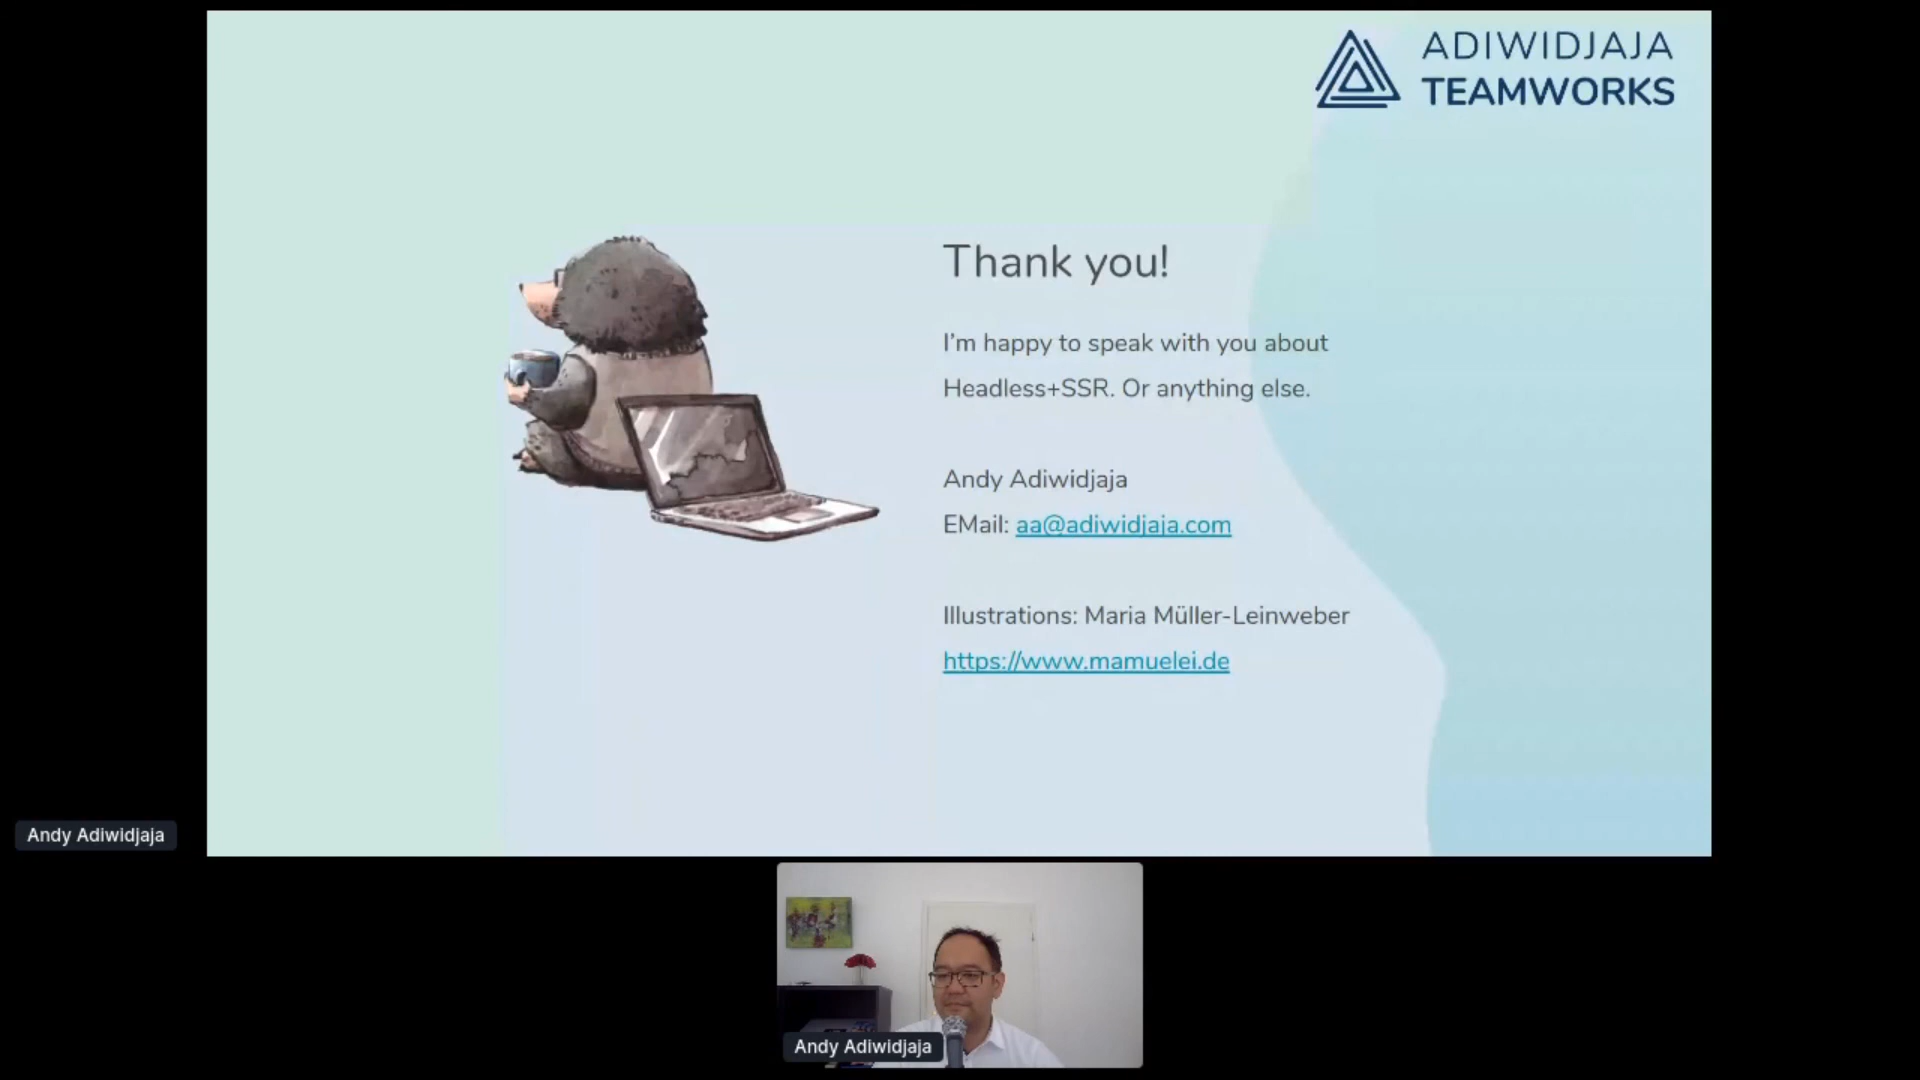 ADIWIDJAJA
TEAMWORKS
Thank you!
I'm happy to speak with you about
Headless+SSR. Or anything else.
Andy Adiwidjaja
EMail: aa@adiwidjaja.com
Illustrations: Maria Müller-Leinweber
https://www.mamuelei.de
Andy Adiwidjaja
Andy Adiwidjaja